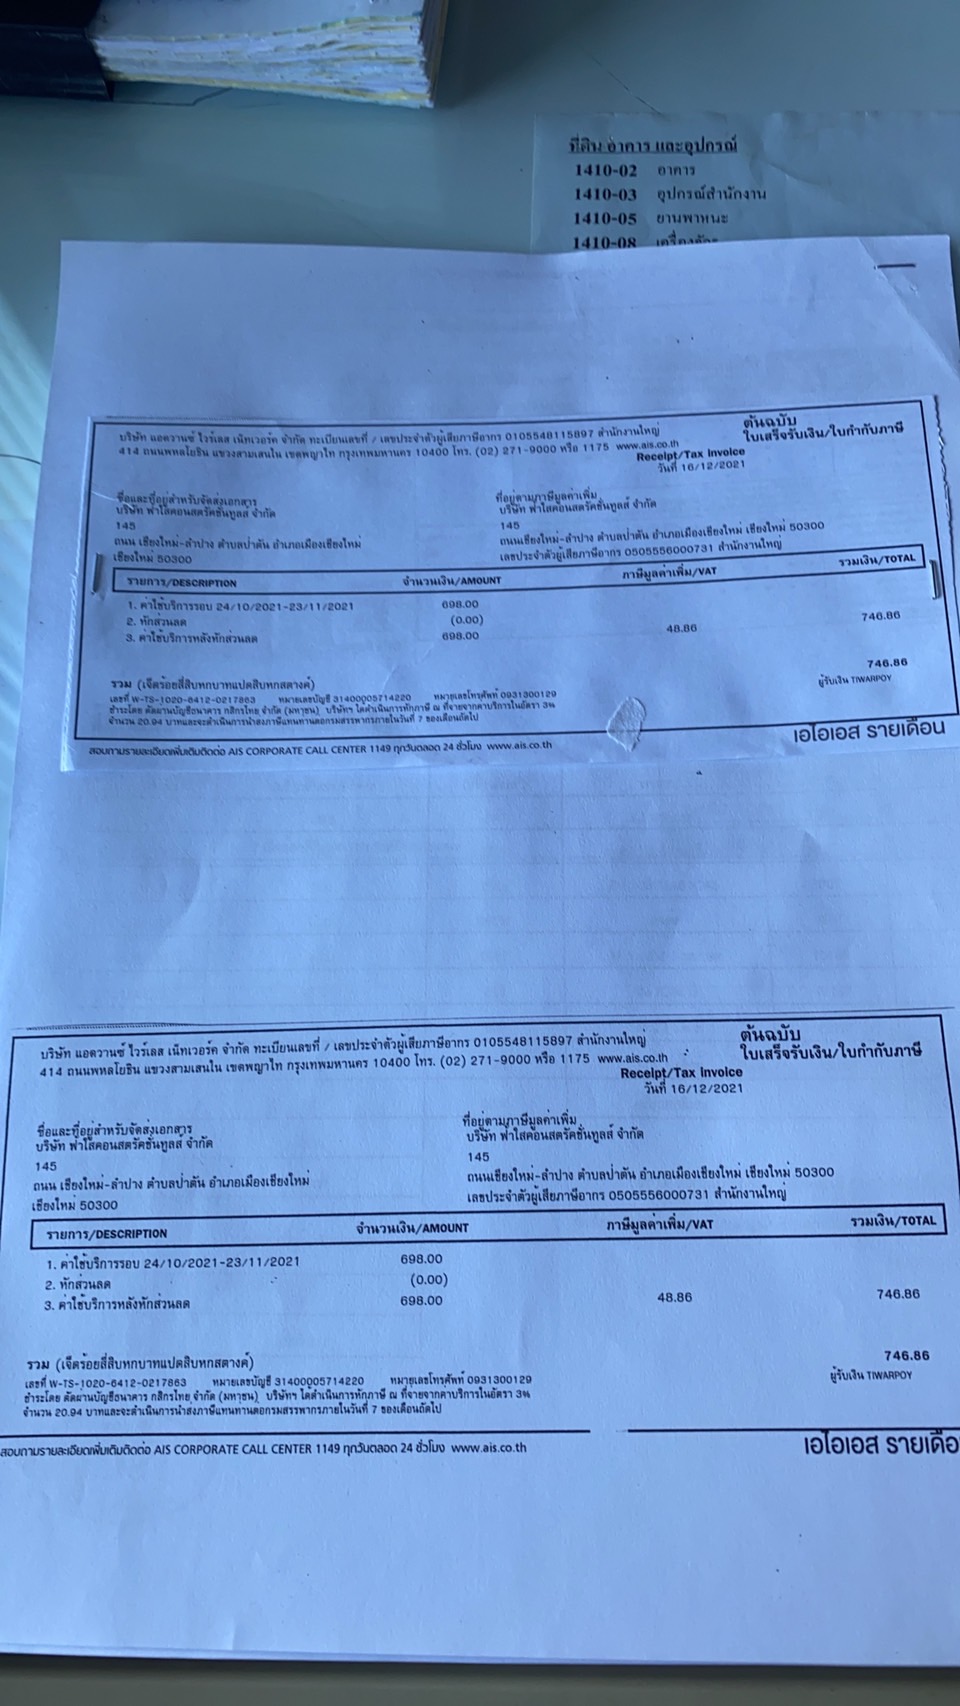 ที่ดิน อาคาร และอุปกรณ์
1410-02 อาคาร
1410-03 อุปกรณ์สำนักงาน
1410-05 ยานพาหนะ
1410-08
บริษัท แอดวานซ์ ไวร์เลส เน็ทเวอร์ค จำกัด ทะเบียนเลขที่ / เลขประจำตัวผู้เสียภาษีอากร 0105548115897 สำนักงานใหญ่
414 ถนนพหลโยธิน แขวงสามเสนใน เขตพญาไท กรุงเทพมหานคร 10400 โทร. (02) 271-9000 หรือ 1175 www.ais.co.th
ต้นฉบับ
ใบเสร็จรับเงิน/ใบกำกับภาษี
Receipt/Tax Invoice
วันที่ 16/12/2021
ชื่อและที่อยู่สำหรับจัดส่งเอกสาร
บริษัท ฟ้าใสคอนสตรัคชั่นทูลส์ จำกัด
145
ถนน เชียงใหม่-ลำปาง ตำบลป่าตัน อำเภอเมืองเชียงใหม่
เชียงใหม่ 50300
ที่อยู่ตามภาษีมูลค่าเพิ่ม
บริษัท ฟ้าใสคอนสตรัคชั่นทูลส์ จำกัด
145
ถนนเชียงใหม่-ลำปาง ตำบลป่าตัน อำเภอเมืองเชียงใหม่ เชียงใหม่ 50300
เลขประจำตัวผู้เสียภาษีอากร 0505556000731 สำนักงานใหญ่
รายการ/DESCRIPTION จำนวนเงิน/AMOUNT ภาษีมูลค่าเพิ่ม/VAT รวมเงิน/TOTAL
1. ค่าใช้บริการรอบ 24/10/2021-23/11/2021 698.00
2. หักส่วนลด (0.00)
3. ค่าใช้บริการหลังหักส่วนลด 698.00 48.86 746.86
รวม (เจ็ดร้อยสี่สิบหกบาทแปดสิบหกสตางค์) 746.86
เลขที่ W-TS-1020-6412-0217863 หมายเลขบัญชี 31400005714220 หมายเลขโทรศัพท์ 0931300129 ผู้รับเงิน TIWARPOY
ชำระโดย ตัดผ่านบัญชีธนาคาร กสิกรไทย จำกัด (มหาชน) บริษัทฯ ได้ดำเนินการหักภาษี ณ ที่จ่ายจากค่าบริการในอัตรา 3%
จำนวน 20.94 บาทและจะดำเนินการนำส่งภาษีแทนท่านต่อกรมสรรพากรภายในวันที่ 7 ของเดือนถัดไป
สอบถามรายละเอียดเพิ่มเติมติดต่อ AIS CORPORATE CALL CENTER 1149 ทุกวันตลอด 24 ชั่วโมง www.ais.co.th
เอไอเอส รายเดือน
บริษัท แอดวานซ์ ไวร์เลส เน็ทเวอร์ค จำกัด ทะเบียนเลขที่ / เลขประจำตัวผู้เสียภาษีอากร 0105548115897 สำนักงานใหญ่
414 ถนนพหลโยธิน แขวงสามเสนใน เขตพญาไท กรุงเทพมหานคร 10400 โทร. (02) 271-9000 หรือ 1175 www.ais.co.th
ต้นฉบับ
ใบเสร็จรับเงิน/ใบกำกับภาษี
Receipt/Tax Invoice
วันที่ 16/12/2021
ชื่อและที่อยู่สำหรับจัดส่งเอกสาร
บริษัท ฟ้าใสคอนสตรัคชั่นทูลส์ จำกัด
145
ถนน เชียงใหม่-ลำปาง ตำบลป่าตัน อำเภอเมืองเชียงใหม่
เชียงใหม่ 50300
ที่อยู่ตามภาษีมูลค่าเพิ่ม
บริษัท ฟ้าใสคอนสตรัคชั่นทูลส์ จำกัด
145
ถนนเชียงใหม่-ลำปาง ตำบลป่าตัน อำเภอเมืองเชียงใหม่ เชียงใหม่ 50300
เลขประจำตัวผู้เสียภาษีอากร 0505556000731 สำนักงานใหญ่
รายการ/DESCRIPTION จำนวนเงิน/AMOUNT ภาษีมูลค่าเพิ่ม/VAT รวมเงิน/TOTAL
1. ค่าใช้บริการรอบ 24/10/2021-23/11/2021 698.00
2. หักส่วนลด (0.00)
3. ค่าใช้บริการหลังหักส่วนลด 698.00 48.86 746.86
รวม (เจ็ดร้อยสี่สิบหกบาทแปดสิบหกสตางค์) 746.86
เลขที่ W-TS-1020-6412-0217863 หมายเลขบัญชี 31400005714220 หมายเลขโทรศัพท์ 0931300129 ผู้รับเงิน TIWARPOY
ชำระโดย ตัดผ่านบัญชีธนาคาร กสิกรไทย จำกัด (มหาชน) บริษัทฯ ได้ดำเนินการหักภาษี ณ ที่จ่ายจากค่าบริการในอัตรา 3%
จำนวน 20.94 บาทและจะดำเนินการนำส่งภาษีแทนท่านต่อกรมสรรพากรภายในวันที่ 7 ของเดือนถัดไป
สอบถามรายละเอียดเพิ่มเติมติดต่อ AIS CORPORATE CALL CENTER 1149 ทุกวันตลอด 24 ชั่วโมง www.ais.co.th
เอไอเอส รายเดือ